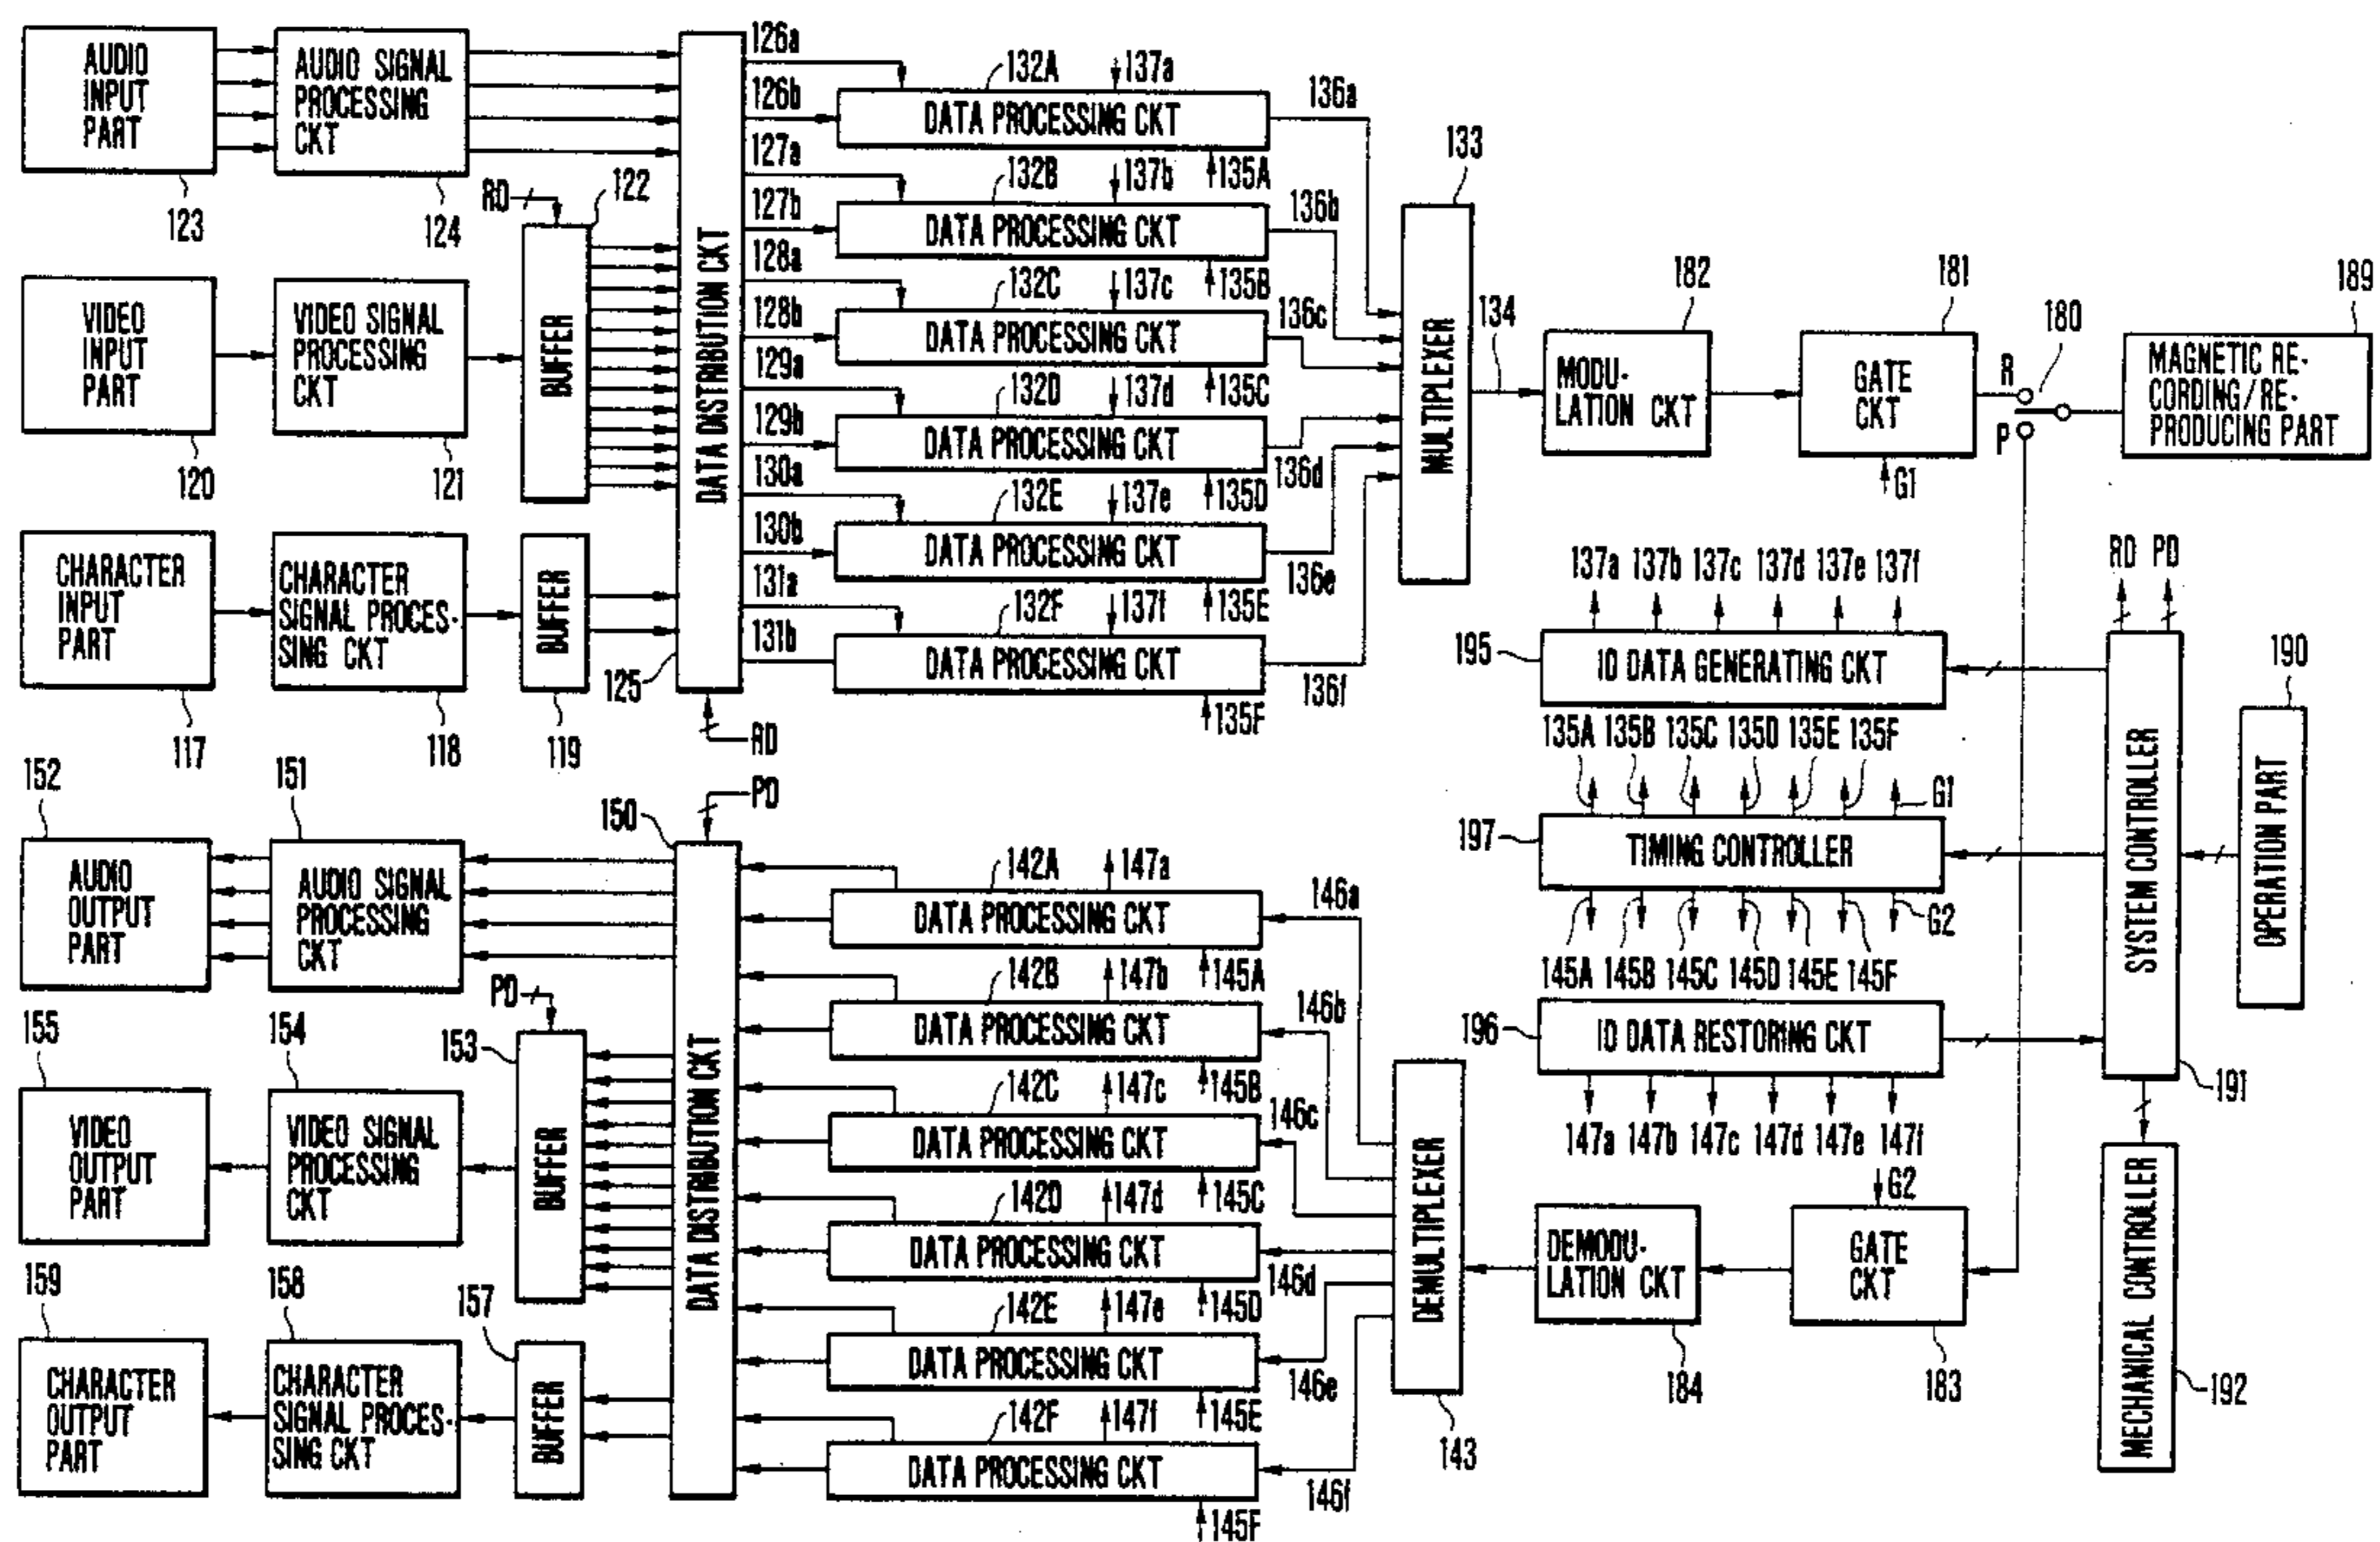 AUDIO
INPUT
PART
123
AUDIO SIGNAL
PROCESSING
CKT
124
VIDEO
INPUT
PART
120
VIDEO SIGNAL
PROCESSING
CKT
121
RD
122
BUFFER
CHARACTER
INPUT
PART
117
CHARACTER
SIGNAL PROCES-
SING CKT
118
BUFFER
119
DATA DISTRIBUTION CKT
125
RD
126a
126b
127a
127b
128a
128b
129a
129b
130a
130b
131a
131b
132A
137a
DATA PROCESSING CKT
135A
136a
132B
137b
DATA PROCESSING CKT
135B
136b
132C
137c
DATA PROCESSING CKT
135C
136c
132D
137d
DATA PROCESSING CKT
135D
136d
132E
137e
DATA PROCESSING CKT
135E
136e
132F
137f
DATA PROCESSING CKT
135F
136f
133
MULTIPLEXER
134
182
MODU-
LATION CKT
181
GATE
CKT
G1
180
R
P
189
MAGNETIC RE-
CORDING/RE-
PRODUCING PART
137a 137b 137c 137d 137e 137f
195
ID DATA GENERATING CKT
135A 135B 135C 135D 135E 135F
G1
197
TIMING CONTROLLER
G2
145A 145B 145C 145D 145E 145F
196
ID DATA RESTORING CKT
147a 147b 147c 147d 147e 147f
RD PD
SYSTEM CONTROLLER
191
190
OPERATION PART
MECHANICAL CONTROLLER
192
G2
GATE
CKT
183
DEMODU-
LATION CKT
184
DEMULTIPLEXER
143
152
AUDIO
OUTPUT
PART
151
AUDIO SIGNAL
PROCESSING
CKT
155
VIDEO
OUTPUT
PART
154
VIDEO SIGNAL
PROCESSING
CKT
PD
153
BUFFER
159
CHARACTER
OUTPUT
PART
158
CHARACTER
SIGNAL PROCES-
SING CKT
157
BUFFER
150
PD
DATA DISTRIBUTION CKT
142A
147a
DATA PROCESSING CKT
145A
146a
142B
147b
DATA PROCESSING CKT
145B
146b
142C
147c
DATA PROCESSING CKT
145C
146c
142D
147d
DATA PROCESSING CKT
145D
146d
142E
147e
DATA PROCESSING CKT
145E
146e
142F
147f
DATA PROCESSING CKT
145F
146f